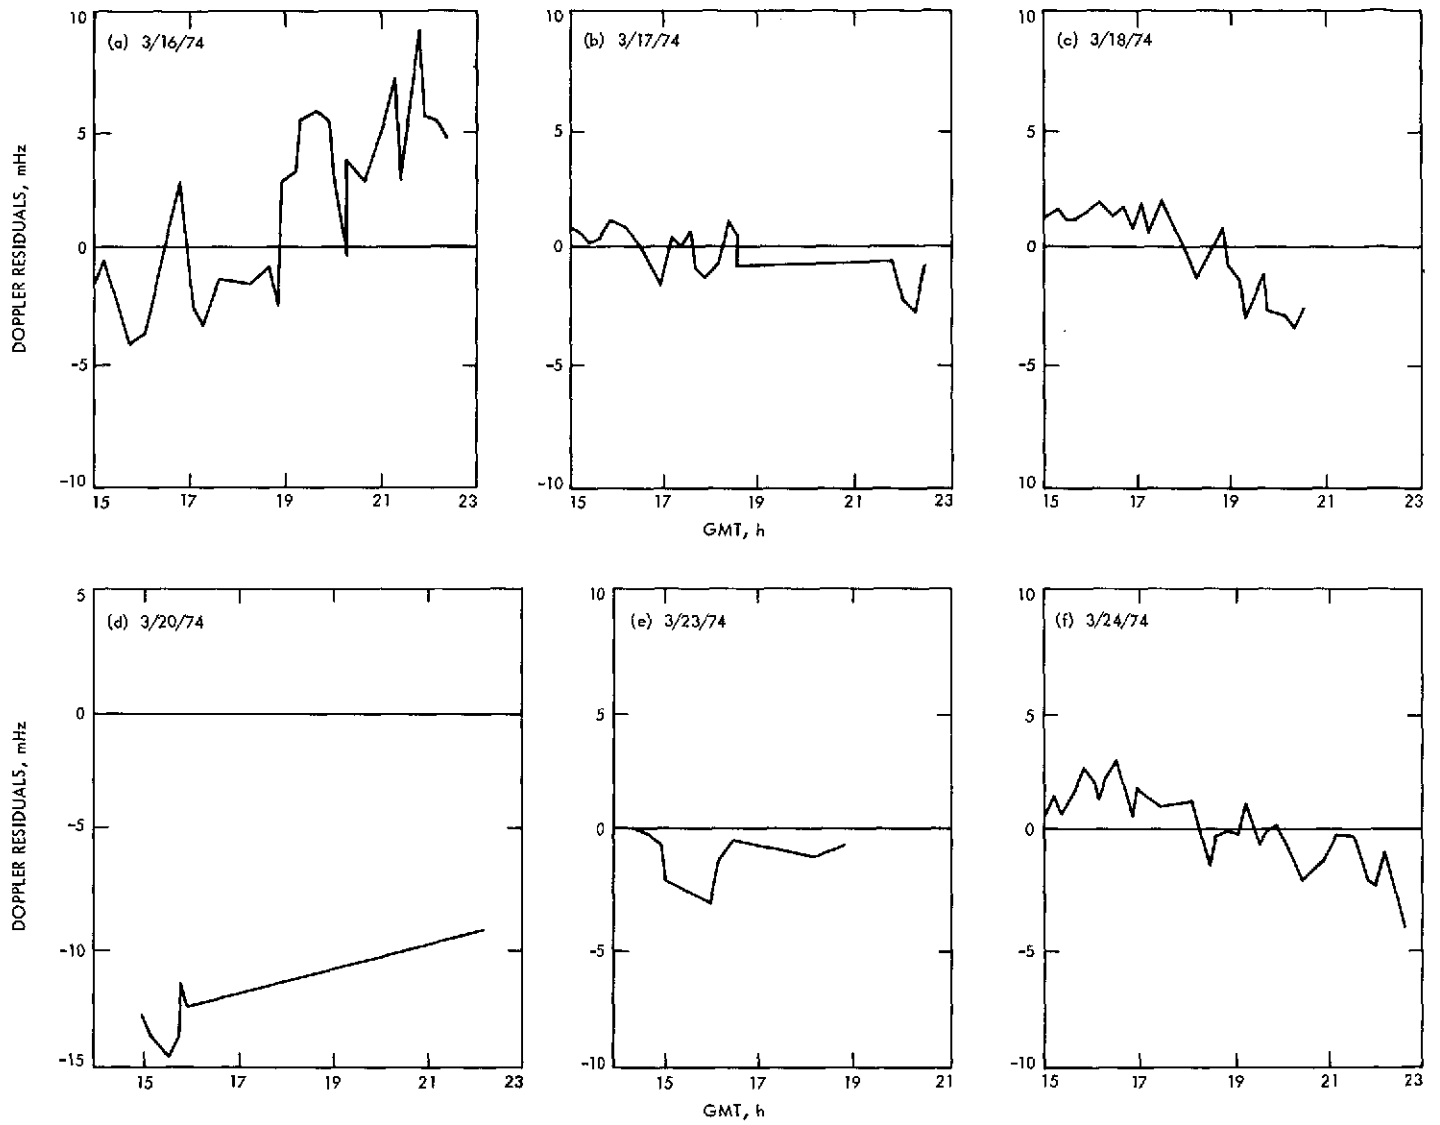 DOPPLER RESIDUALS, mHz
(a) 3/16/74
10
5
0
-5
-10
15 17 19 21 23
(b) 3/17/74
10
5
0
-5
-10
15 17 19 21 23
GMT, h
(c) 3/18/74
10
5
0
-5
10
15 17 19 21 23
DOPPLER RESIDUALS, mHz
(d) 3/20/74
5
0
-5
-10
-15
15 17 19 21 23
(e) 3/23/74
10
5
0
-5
-10
15 17 19 21
GMT, h
(f) 3/24/74
10
5
0
-5
-10
15 17 19 21 23